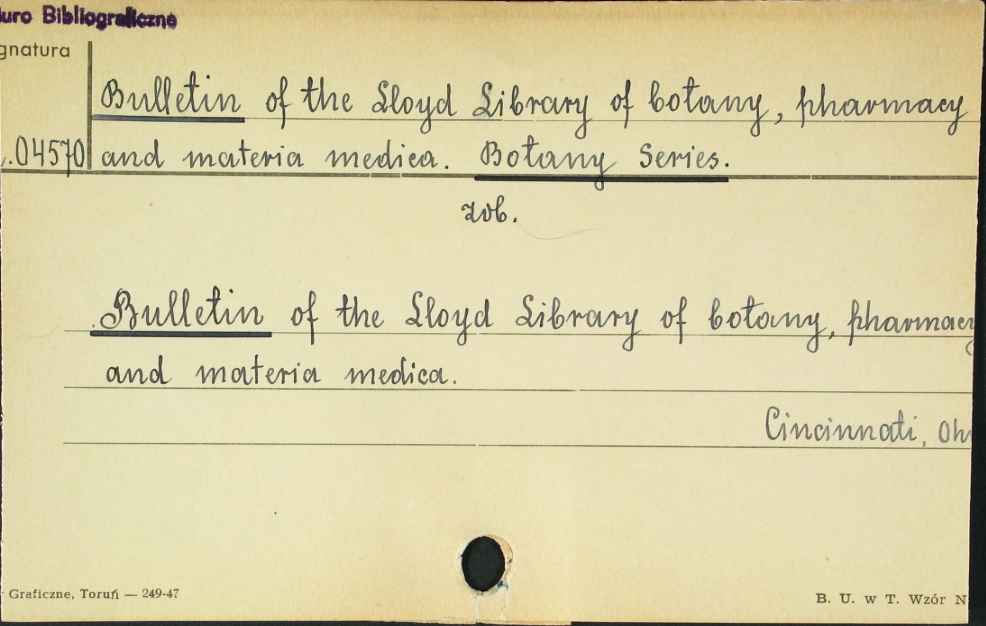 uro Bibliograficzne
gnatura
Bulletin of the Lloyd Library of botany, pharmacy
.04570 and materia medica. Botany Series.
zob.
Bulletin of the Lloyd Library of botany, pharmacy
and materia medica.
Cincinnati, Oh
Graficzne, Toruń — 249-47
B. U. w T. Wzór N